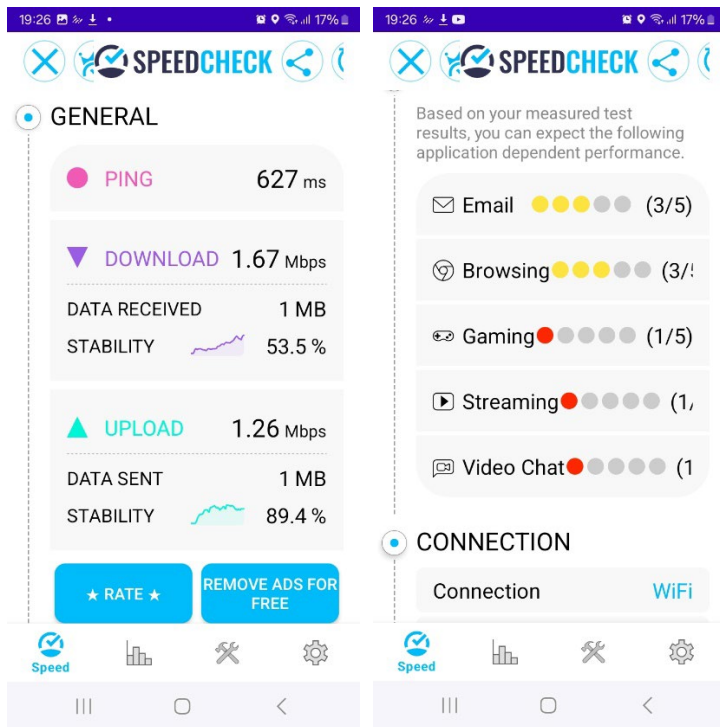 19:26
17%
SPEEDCHECK
GENERAL
PING 627 ms
DOWNLOAD 1.67 Mbps
DATA RECEIVED 1 MB
STABILITY 53.5 %
UPLOAD 1.26 Mbps
DATA SENT 1 MB
STABILITY 89.4 %
★ RATE ★
REMOVE ADS FOR
FREE
Speed
19:26
17%
SPEEDCHECK
Based on your measured test
results, you can expect the following
application dependent performance.
Email (3/5)
Browsing (3/
Gaming (1/5)
Streaming (1/
Video Chat (1
CONNECTION
Connection WiFi
Speed